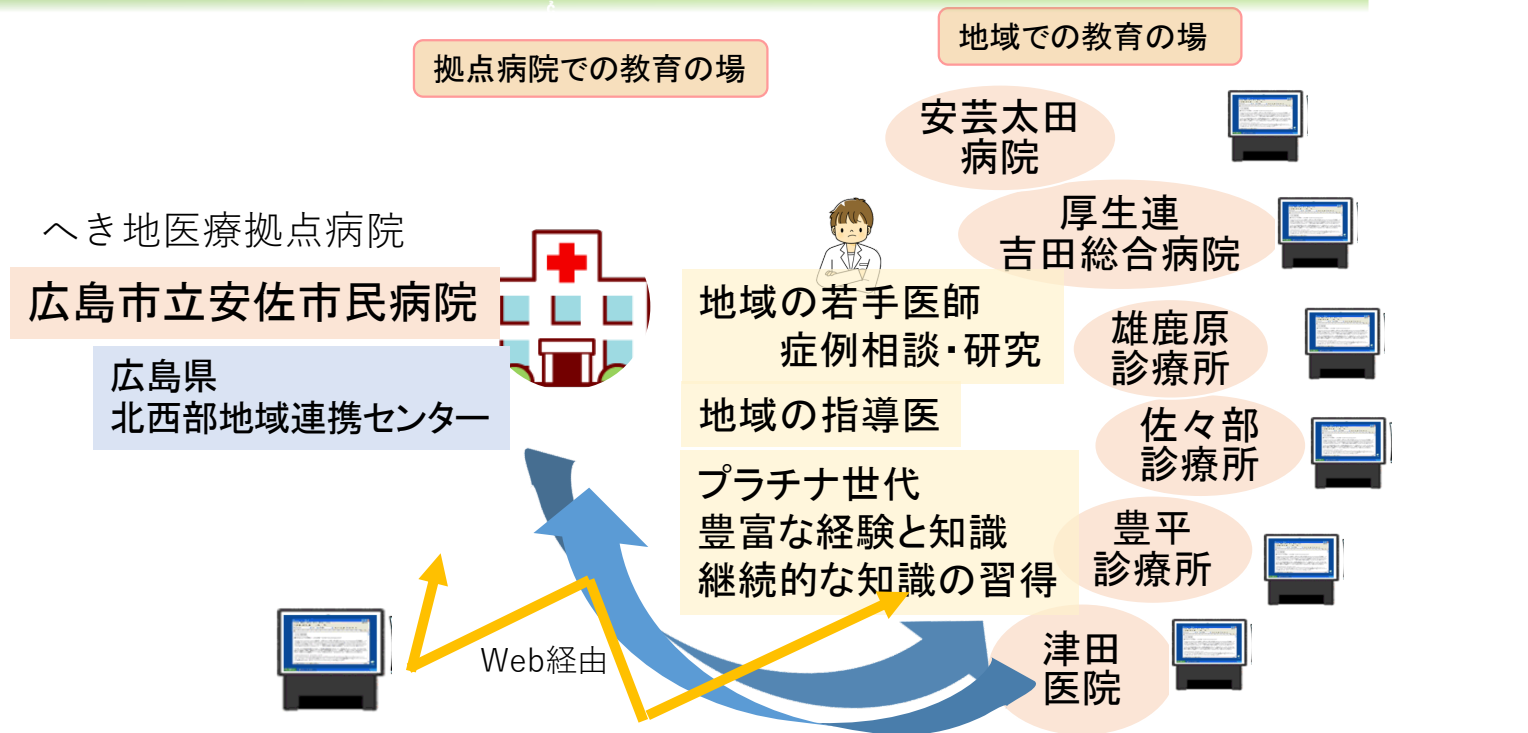 拠点病院での教育の場
地域での教育の場
へき地医療拠点病院
広島市立安佐市民病院
広島県
北西部地域連携センター
地域の若手医師
症例相談・研究
地域の指導医
プラチナ世代
豊富な経験と知識
継続的な知識の習得
Web経由
安芸太田
病院
厚生連
吉田総合病院
雄鹿原
診療所
佐々部
診療所
豊平
診療所
津田
医院